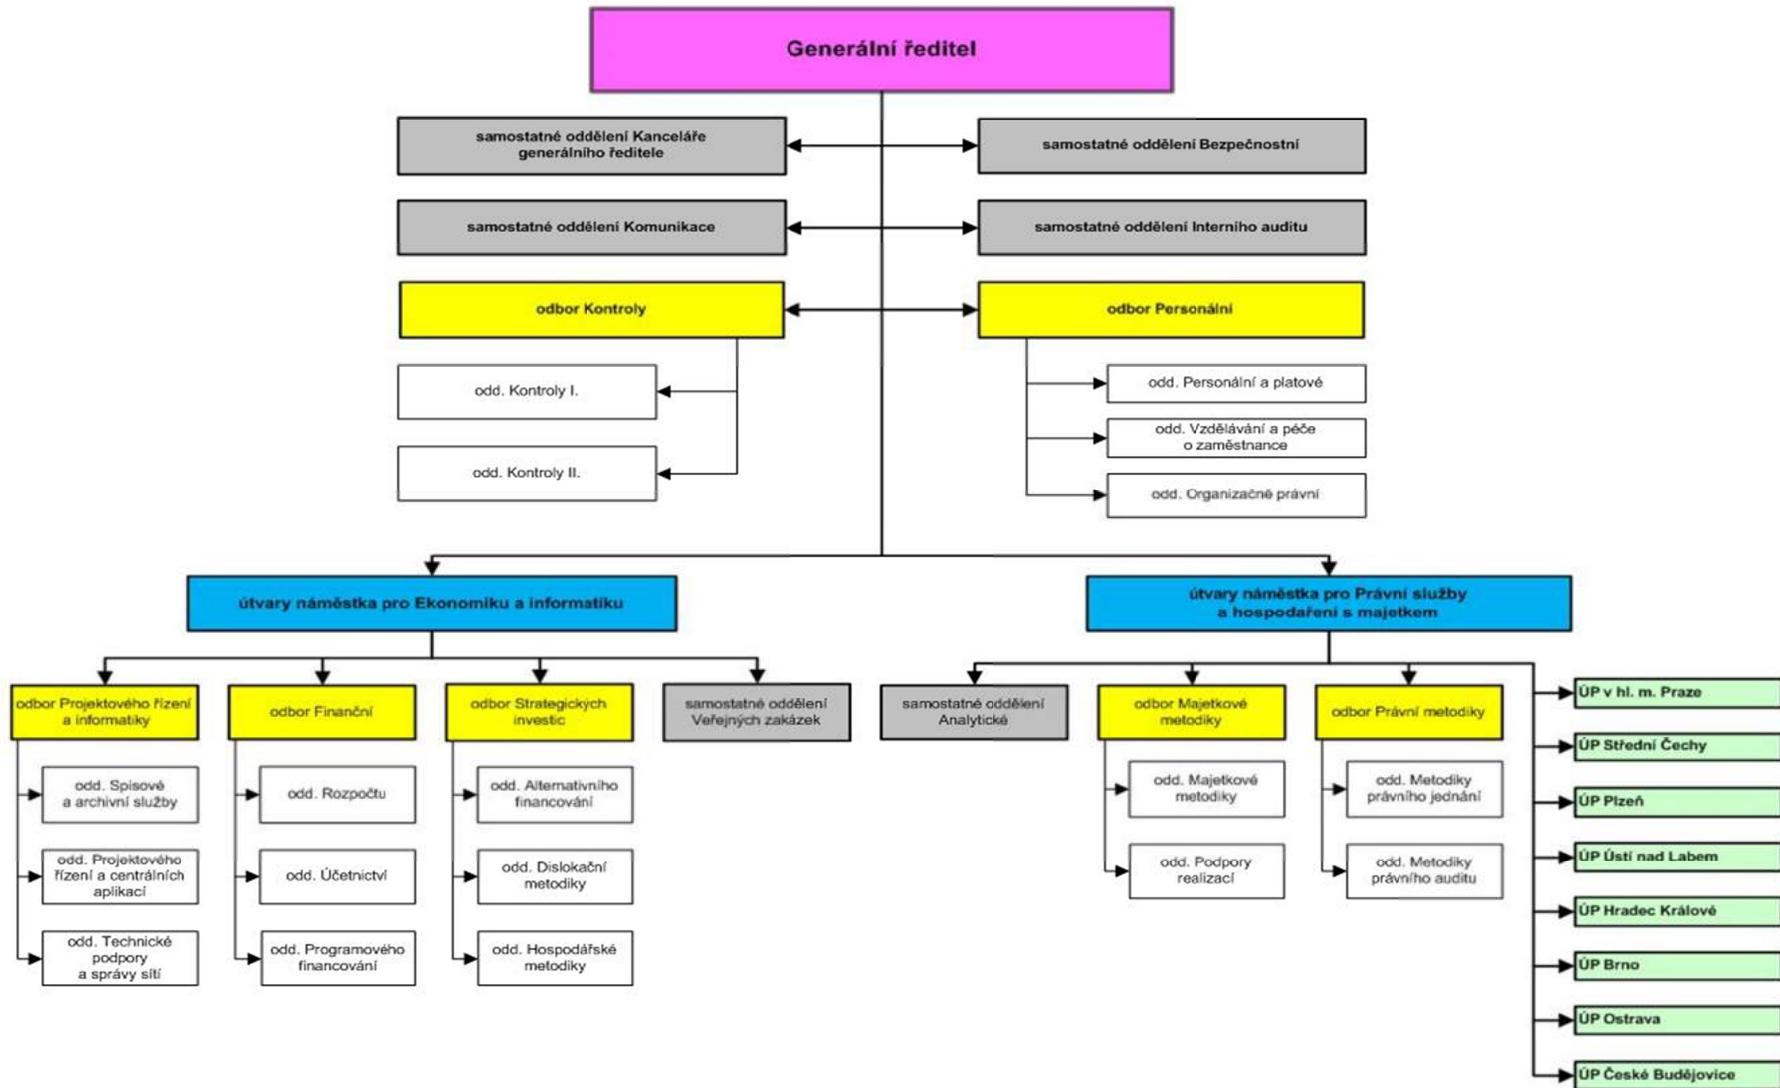 Generální ředitel
samostatné oddělení Kanceláře
generálního ředitele
samostatné oddělení Bezpečnostní
samostatné oddělení Komunikace
samostatné oddělení Interního auditu
odbor Kontroly
odbor Personální
odd. Kontroly I.
odd. Kontroly II.
odd. Personální a platové
odd. Vzdělávání a péče
o zaměstnance
odd. Organizačně právní
útvary náměstka pro Ekonomiku a informatiku
útvary náměstka pro Právní služby
a hospodaření s majetkem
odbor Projektového řízení
a informatiky
odd. Spisové
a archivní služby
odd. Projektového
řízení a centrálních
aplikací
odd. Technické
podpory
a správy sítí
odbor Finanční
odd. Rozpočtu
odd. Účetnictví
odd. Programového
financování
odbor Strategických
investic
odd. Alternativního
financování
odd. Dislokační
metodiky
odd. Hospodářské
metodiky
samostatné oddělení
Veřejných zakázek
samostatné oddělení
Analytické
odbor Majetkové
metodiky
odd. Majetkové
metodiky
odd. Podpory
realizací
odbor Právní metodiky
odd. Metodiky
právního jednání
odd. Metodiky
právního auditu
ÚP v hl. m. Praze
ÚP Střední Čechy
ÚP Plzeň
ÚP Ústí nad Labem
ÚP Hradec Králové
ÚP Brno
ÚP Ostrava
ÚP České Budějovice